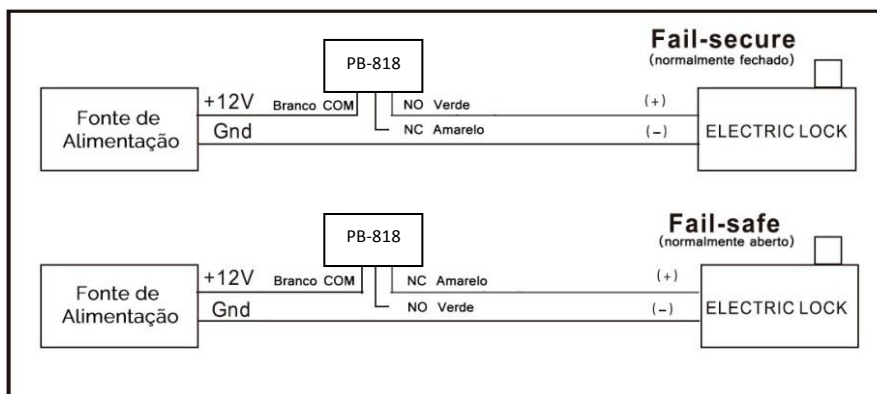 Fail-secure
(normalmente fechado)
PB-818
Fonte de
Alimentação
+12V
Branco COM
NO Verde
(+)
Gnd
NC Amarelo
(-)
ELECTRIC LOCK
Fail-safe
(normalmente aberto)
PB-818
Fonte de
Alimentação
+12V
Branco COM
NC Amarelo
(+)
Gnd
NO Verde
(-)
ELECTRIC LOCK